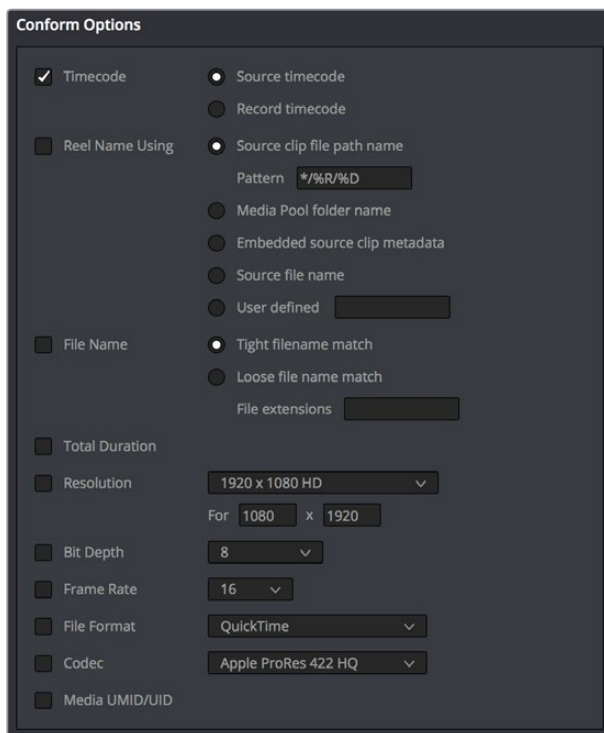 Conform Options
Timecode Source timecode
Record timecode
Reel Name Using Source clip file path name
Pattern */%R/%D
Media Pool folder name
Embedded source clip metadata
Source file name
User defined
File Name Tight filename match
Loose file name match
File extensions
Total Duration
Resolution 1920 x 1080 HD
For 1080 x 1920
Bit Depth 8
Frame Rate 16
File Format QuickTime
Codec Apple ProRes 422 HQ
Media UMID/UID